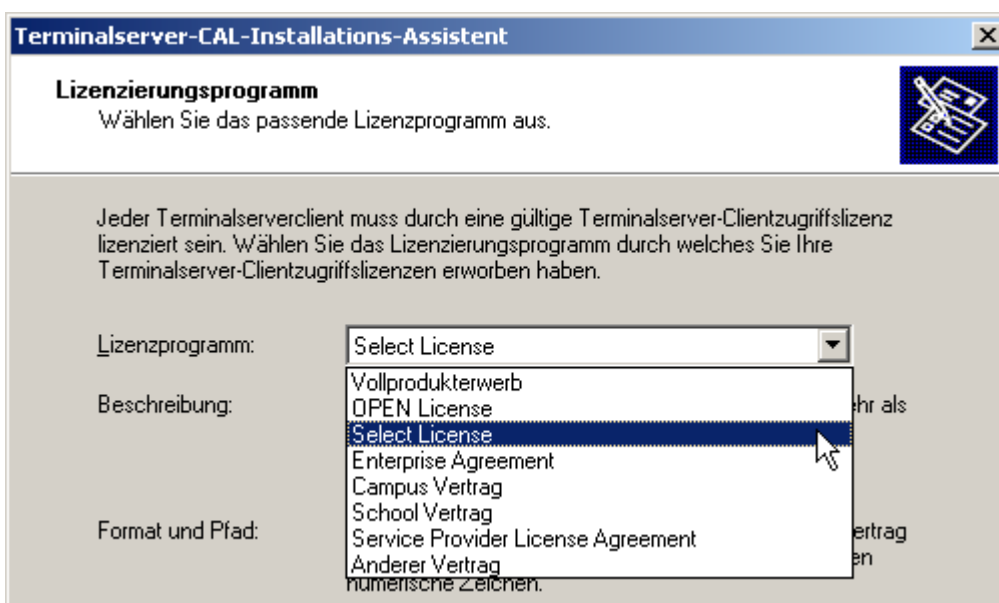 Terminalserver-CAL-Installations-Assistent
Lizenzierungsprogramm
Wählen Sie das passende Lizenzprogramm aus.
Jeder Terminalserverclient muss durch eine gültige Terminalserver-Clientzugriffslizenz
lizenziert sein. Wählen Sie das Lizenzierungsprogramm durch welches Sie Ihre
Terminalserver-Clientzugriffslizenzen erworben haben.
Lizenzprogramm: Select License
Vollprodukterwerb
Beschreibung: OPEN License als
Select License
Enterprise Agreement
Campus Vertrag
School Vertrag
Format und Pfad: Service Provider License Agreement
Anderer Vertrag
numerische Zeichen.